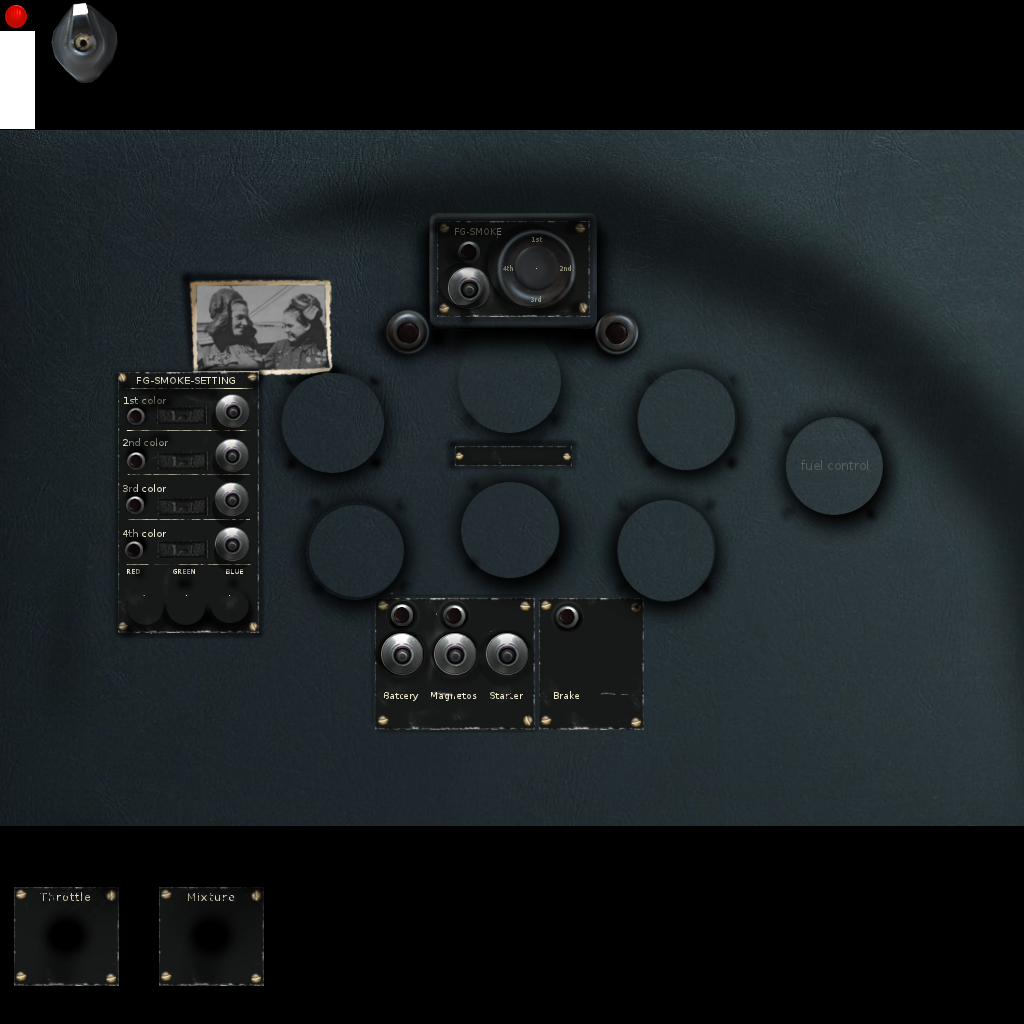 FG-SMOKE
1st
4th
2nd
3rd
FG-SMOKE-SETTING
1st color
2nd color
3rd color
4th color
RED GREEN BLUE
fuel control
Battery Magnetos Starter
Brake
Throttle
Mixture